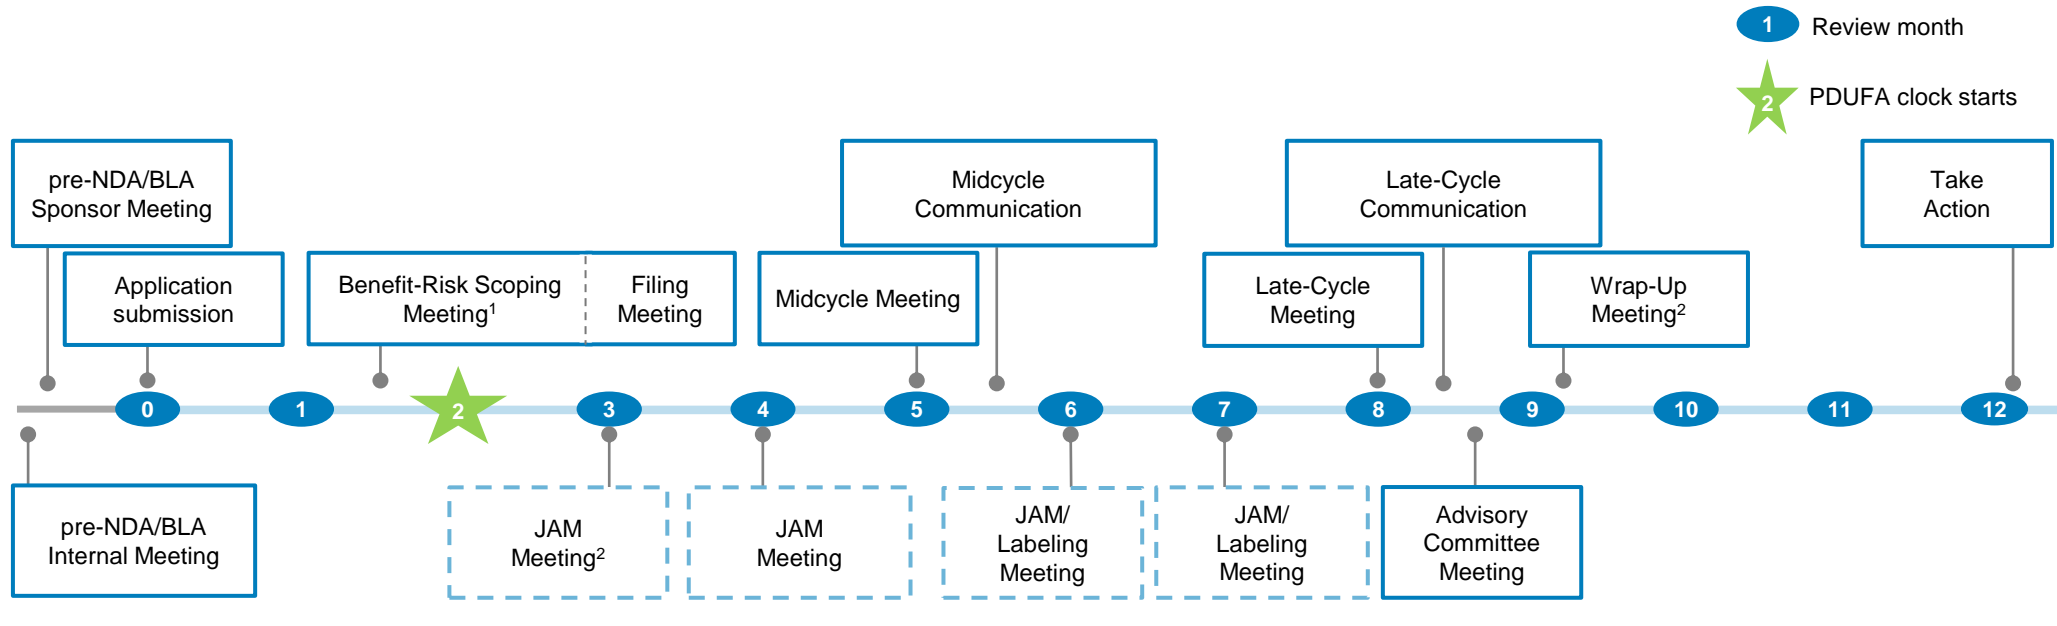 1
Review month
2
PDUFA clock starts
pre-NDA/BLA
Sponsor Meeting
Midcycle
Communication
Late-Cycle
Communication
Take
Action
Application
submission
Benefit-Risk Scoping
Meeting¹
Filing
Meeting
Midcycle Meeting
Late-Cycle
Meeting
Wrap-Up
Meeting²
0
1
2
3
4
5
6
7
8
9
10
11
12
pre-NDA/BLA
Internal Meeting
JAM
Meeting²
JAM
Meeting
JAM/
Labeling
Meeting
JAM/
Labeling
Meeting
Advisory
Committee
Meeting